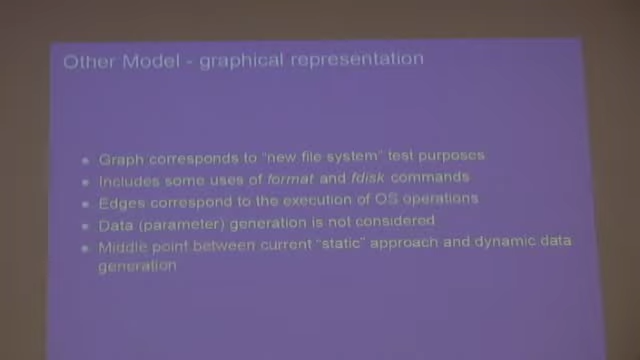 Other Model - graphical representation
Graph corresponds to "new file system" test purposes
Includes some uses of format and fdisk commands
Edges correspond to the execution of OS operations
Data (parameter) generation is not considered
Middle point between current "static" approach and dynamic data
generation